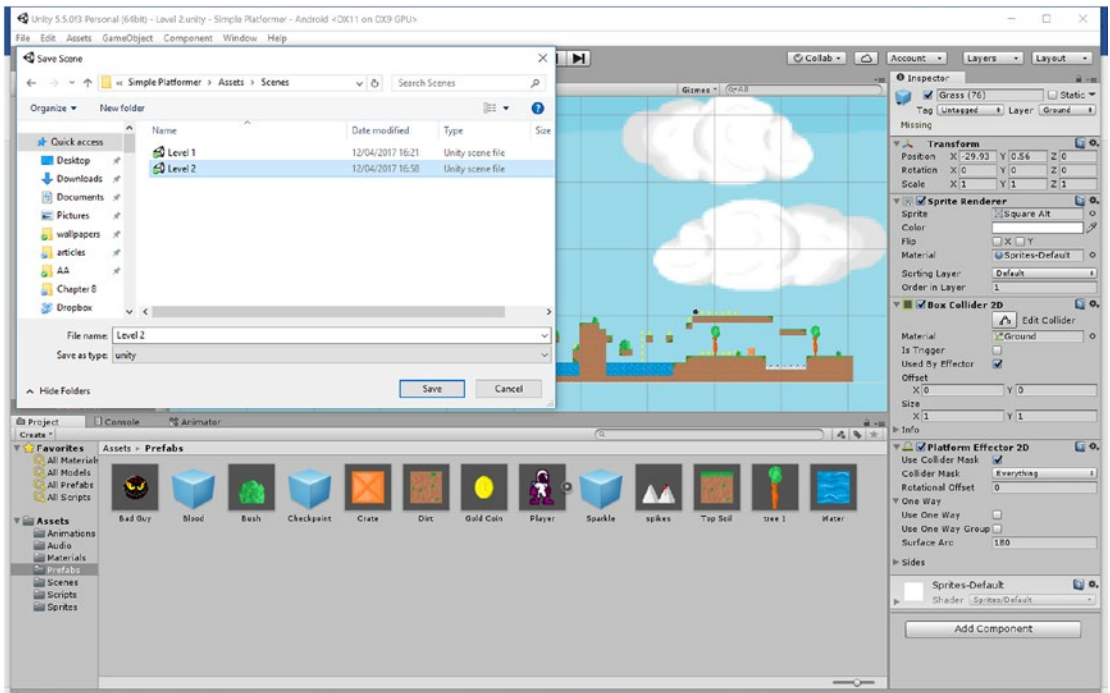 Unity 5.5.0f3 Personal (64bit) - Level 2.unity - Simple Platformer - Android <DX11 on DX9 GPU>
File Edit Assets GameObject Component Window Help
Save Scene
Collab
Account
Layers
Layout
« Simple Platformer > Assets > Scenes
Search Scenes
Organize
New folder
Name
Date modified
Type
Size
Quick access
Desktop
Downloads
Documents
Pictures
wallpapers
articles
AA
Chapter 8
Dropbox
Level 1
12/04/2017 16:21
Unity scene file
Level 2
12/04/2017 16:58
Unity scene file
File name: Level 2
Save as type: unity
Hide Folders
Save
Cancel
Gizmos
Inspector
Grass (76)
Static
Tag Untagged Layer Ground
Missing
Transform
Position X -29.93 Y 0.56 Z 0
Rotation X 0 Y 0 Z 0
Scale X 1 Y 1 Z 1
Sprite Renderer
Sprite Square Alt
Color
Flip X Y
Material Sprites-Default
Sorting Layer Default
Order in Layer 1
Box Collider 2D
Edit Collider
Material Ground
Is Trigger
Used By Effector
Offset
X 0 Y 0
Size
X 1 Y 1
Info
Platform Effector 2D
Use Collider Mask
Collider Mask Everything
Rotational Offset 0
One Way
Use One Way
Use One Way Group
Surface Arc 180
Sides
Sprites-Default
Shader Sprites/Default
Add Component
Project
Console
Animator
Create
Favorites
All Materials
All Models
All Prefabs
All Scripts
Assets
Animations
Audio
Materials
Prefabs
Scenes
Scripts
Sprites
Assets > Prefabs
Bad Guy
Blood
Bush
Checkpoint
Crate
Dirt
Gold Coin
Player
Sparkle
spikes
Top Soil
tree 1
Water